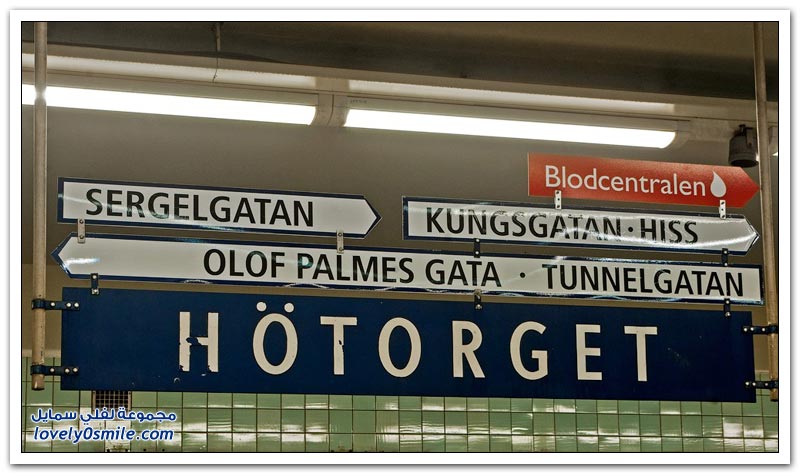 Blodcentralen
SERGELGATAN
KUNGSGATAN · HISS
OLOF PALMES GATA · TUNNELGATAN
HÖTORGET
مجموعة لفلي سمايل
lovely0smile.com